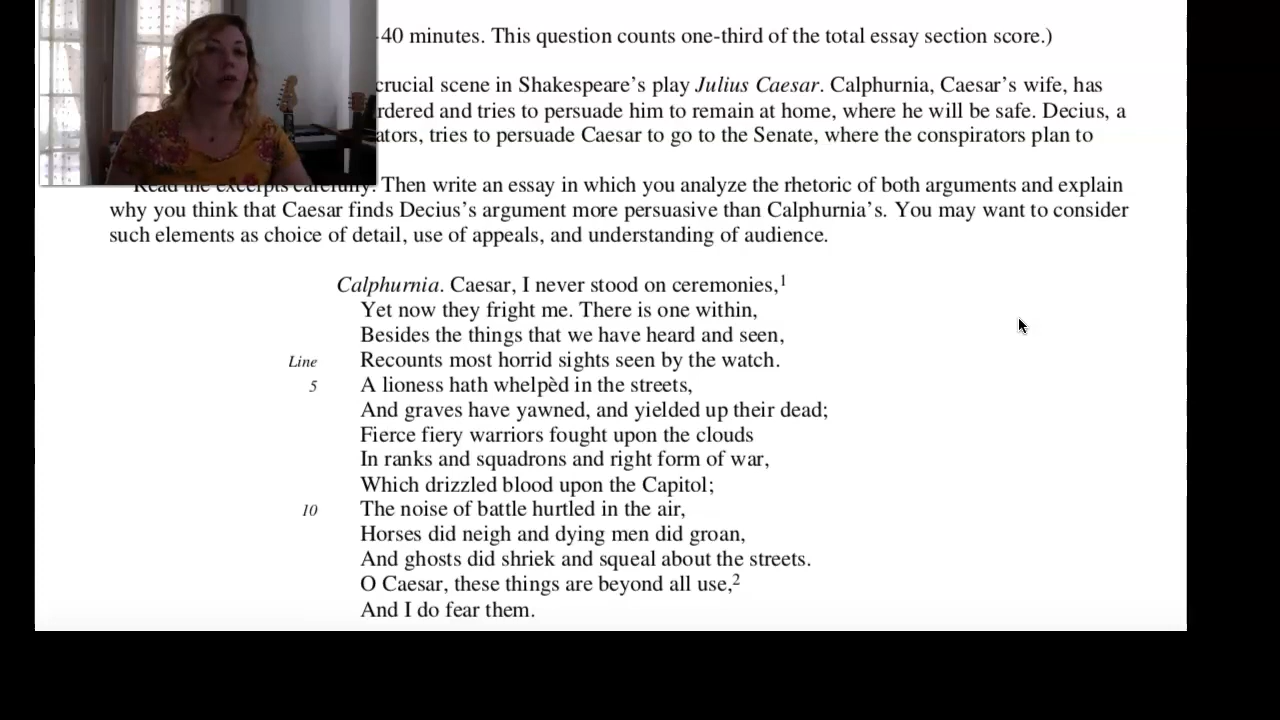 -40 minutes. This question counts one-third of the total essay section score.)
crucial scene in Shakespeare's play Julius Caesar. Calphurnia, Caesar's wife, has
rdered and tries to persuade him to remain at home, where he will be safe. Decius, a
ators, tries to persuade Caesar to go to the Senate, where the conspirators plan to
Read the excerpts carefully. Then write an essay in which you analyze the rhetoric of both arguments and explain
why you think that Caesar finds Decius's argument more persuasive than Calphurnia's. You may want to consider
such elements as choice of detail, use of appeals, and understanding of audience.
Calphurnia. Caesar, I never stood on ceremonies,¹
Yet now they fright me. There is one within,
Besides the things that we have heard and seen,
Line Recounts most horrid sights seen by the watch.
5 A lioness hath whelpèd in the streets,
And graves have yawned, and yielded up their dead;
Fierce fiery warriors fought upon the clouds
In ranks and squadrons and right form of war,
Which drizzled blood upon the Capitol;
10 The noise of battle hurtled in the air,
Horses did neigh and dying men did groan,
And ghosts did shriek and squeal about the streets.
O Caesar, these things are beyond all use,²
And I do fear them.